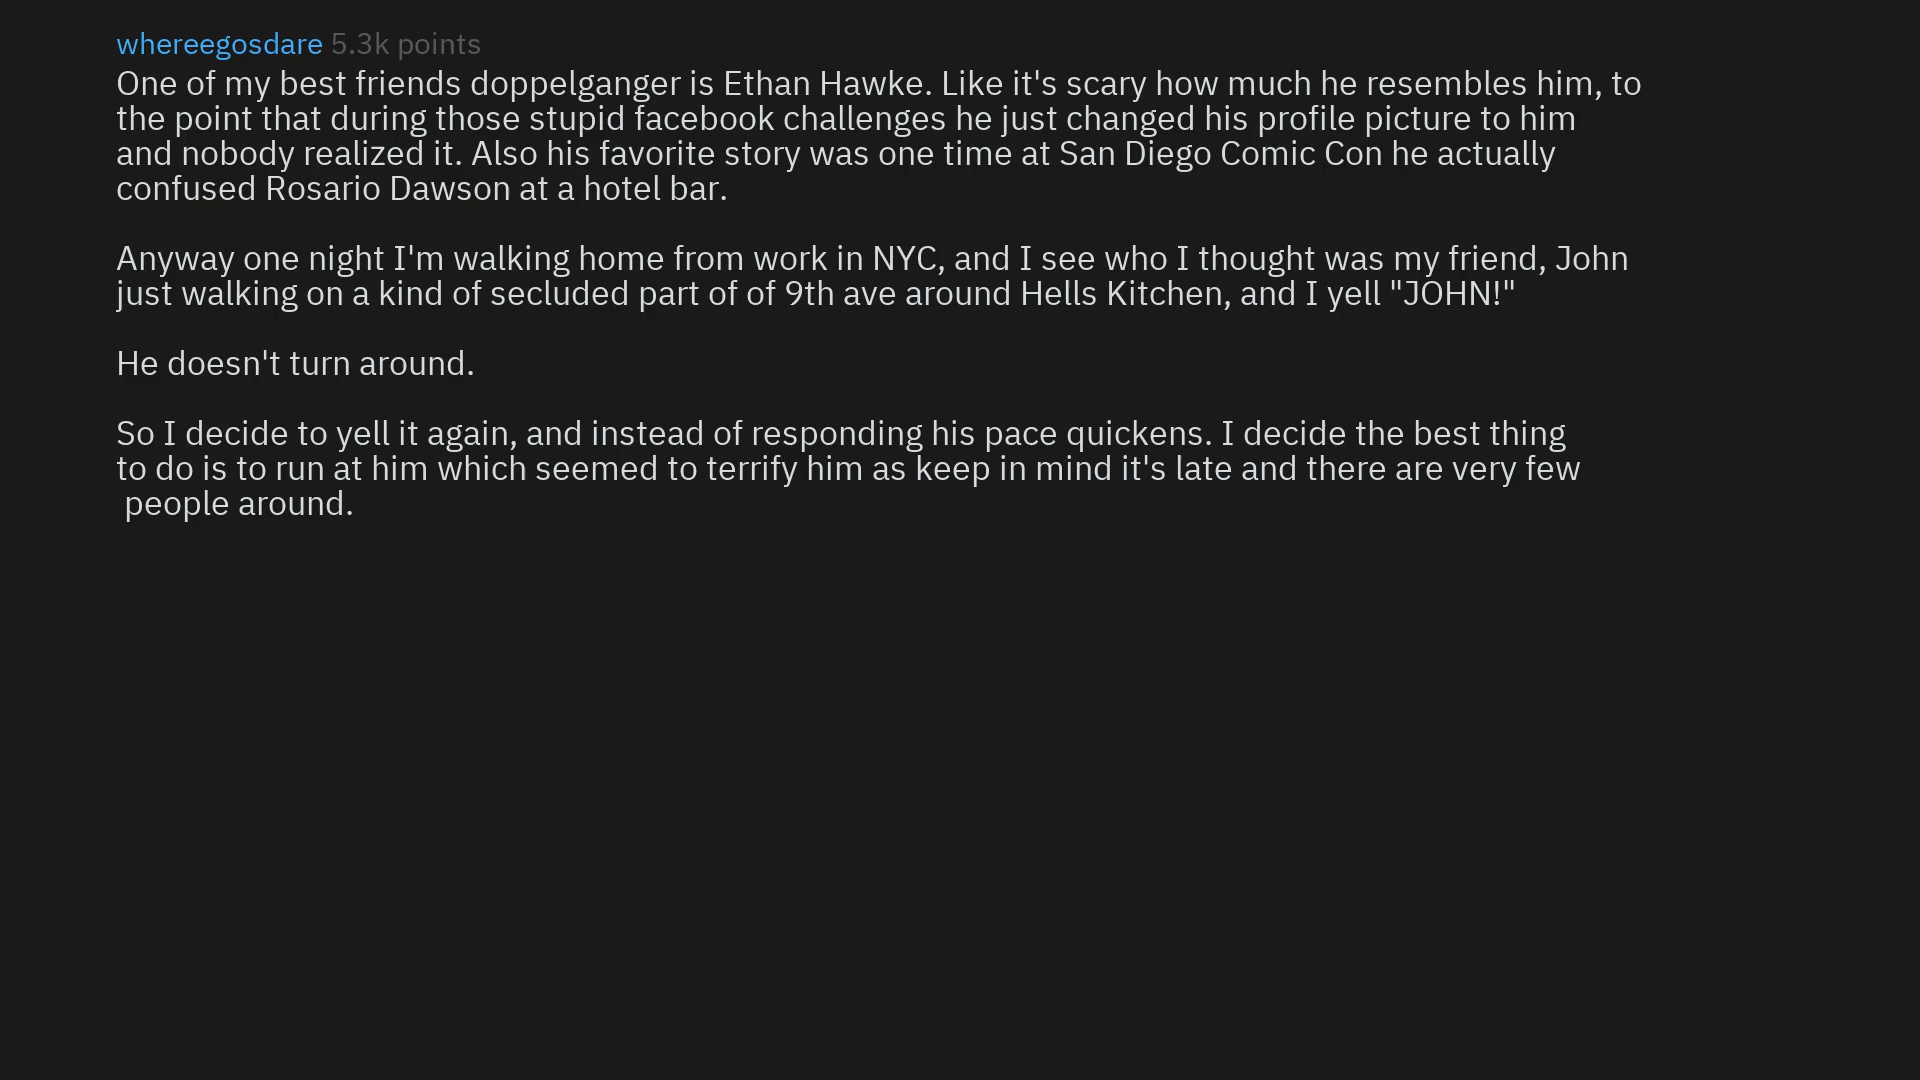 whereegosdare 5.3k points
One of my best friends doppelganger is Ethan Hawke. Like it's scary how much he resembles him, to
the point that during those stupid facebook challenges he just changed his profile picture to him
and nobody realized it. Also his favorite story was one time at San Diego Comic Con he actually
confused Rosario Dawson at a hotel bar.
Anyway one night I'm walking home from work in NYC, and I see who I thought was my friend, John
just walking on a kind of secluded part of of 9th ave around Hells Kitchen, and I yell "JOHN!"
He doesn't turn around.
So I decide to yell it again, and instead of responding his pace quickens. I decide the best thing
to do is to run at him which seemed to terrify him as keep in mind it's late and there are very few
people around.